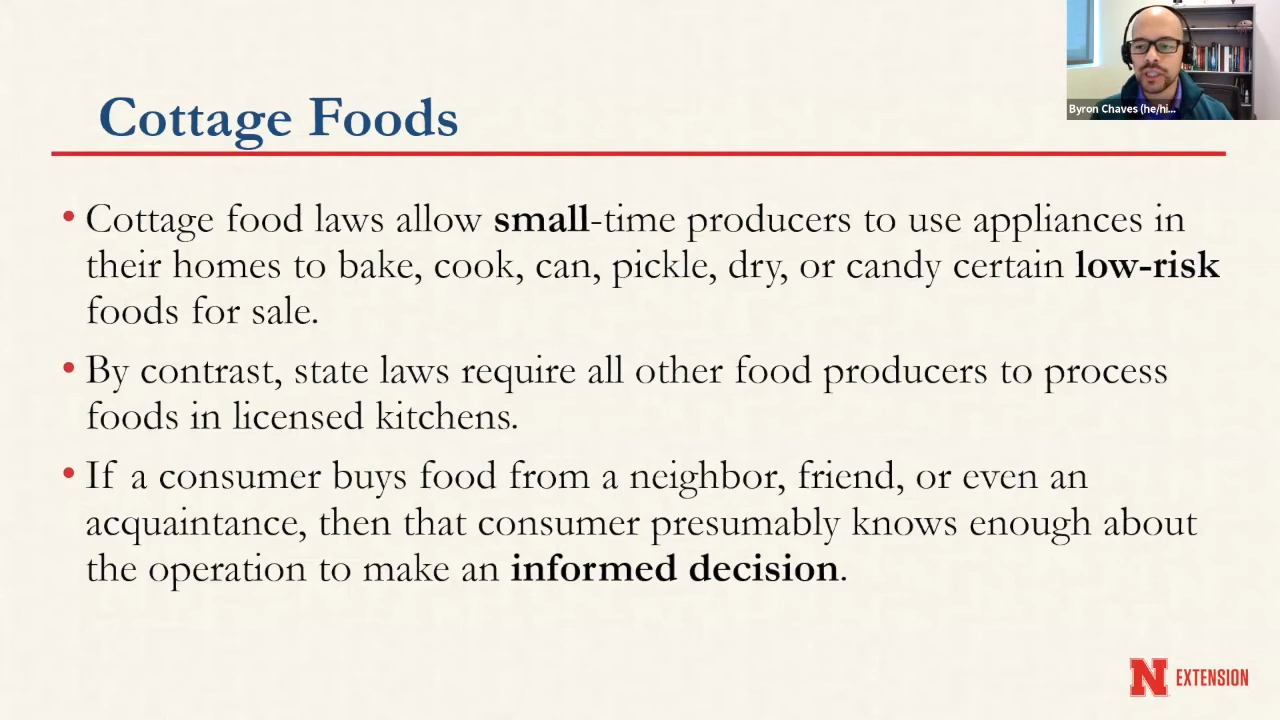 Byron Chaves (he/hi...
Cottage Foods
• Cottage food laws allow small-time producers to use appliances in
their homes to bake, cook, can, pickle, dry, or candy certain low-risk
foods for sale.
• By contrast, state laws require all other food producers to process
foods in licensed kitchens.
• If a consumer buys food from a neighbor, friend, or even an
acquaintance, then that consumer presumably knows enough about
the operation to make an informed decision.
N EXTENSION